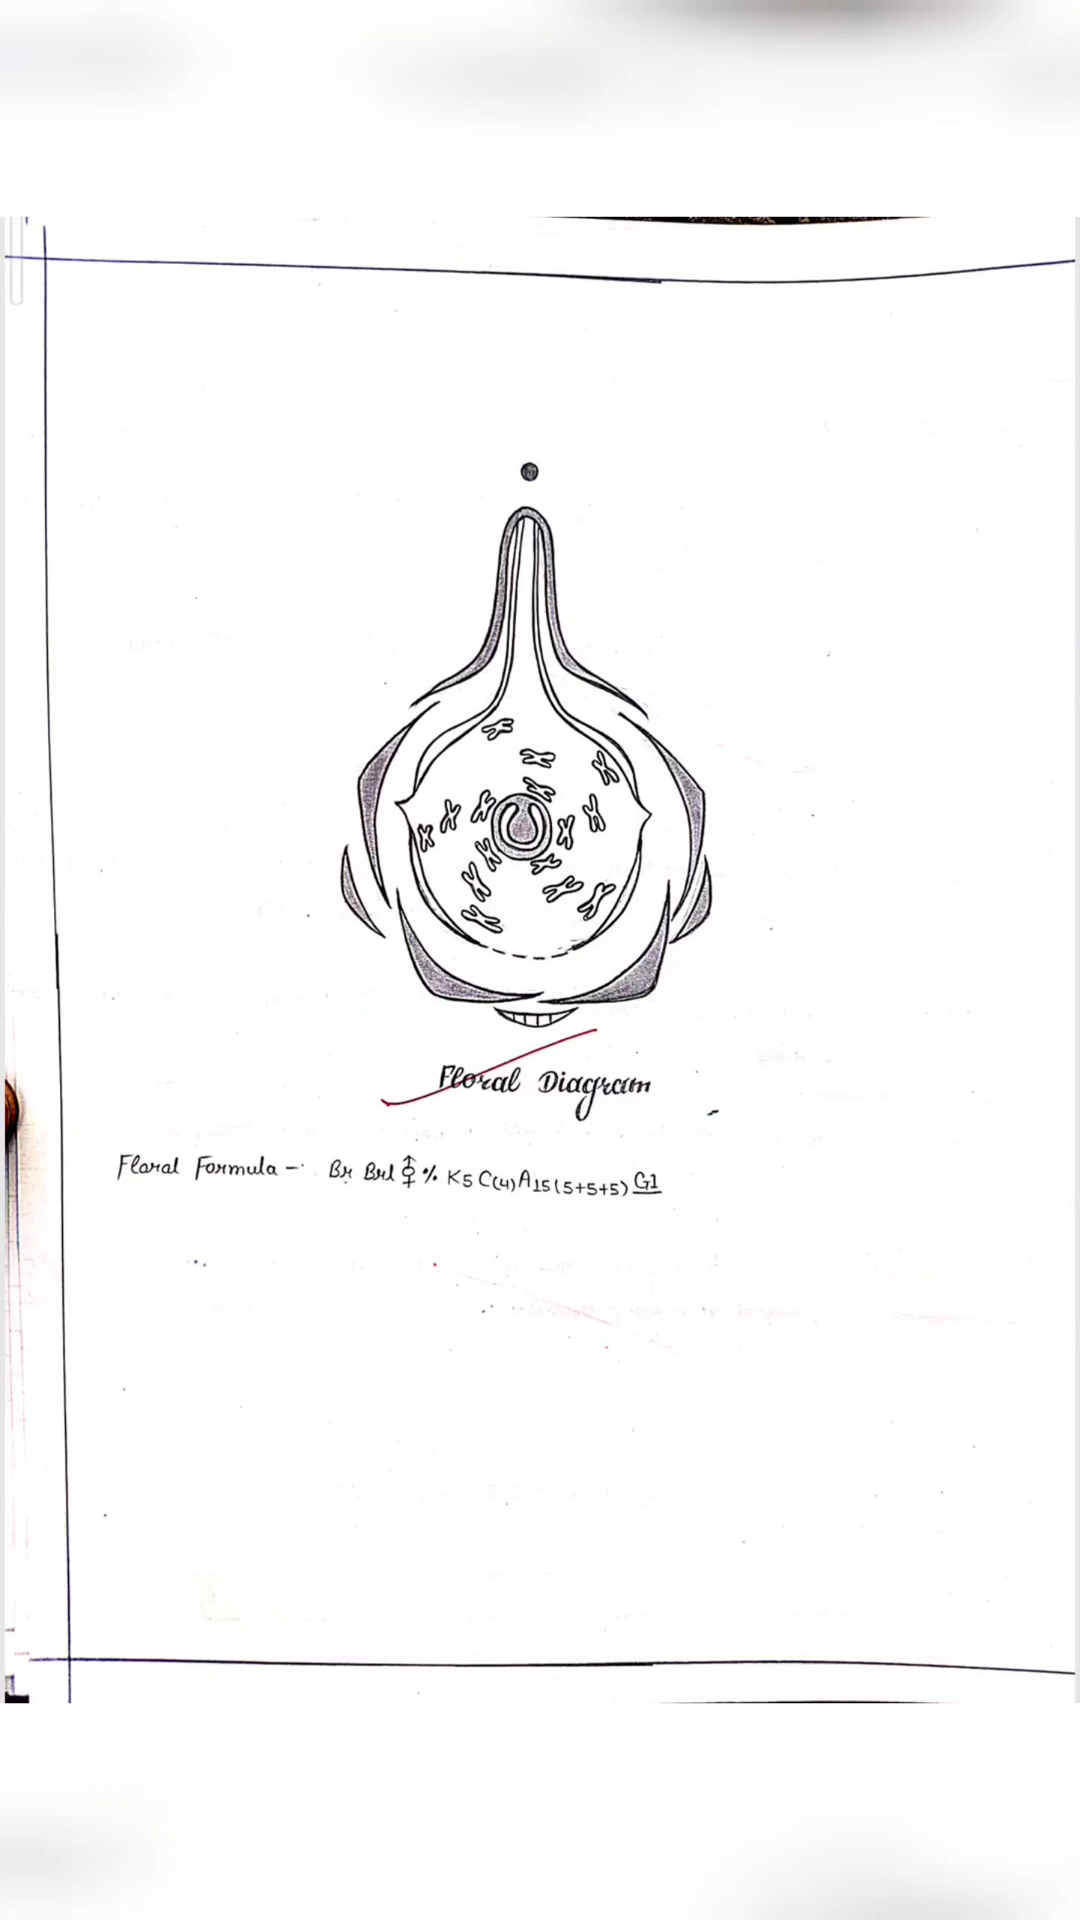 Floral Diagram
Floral Formula - Br Brl ⚥ % K5 C(4) A15(5+5+5) G1